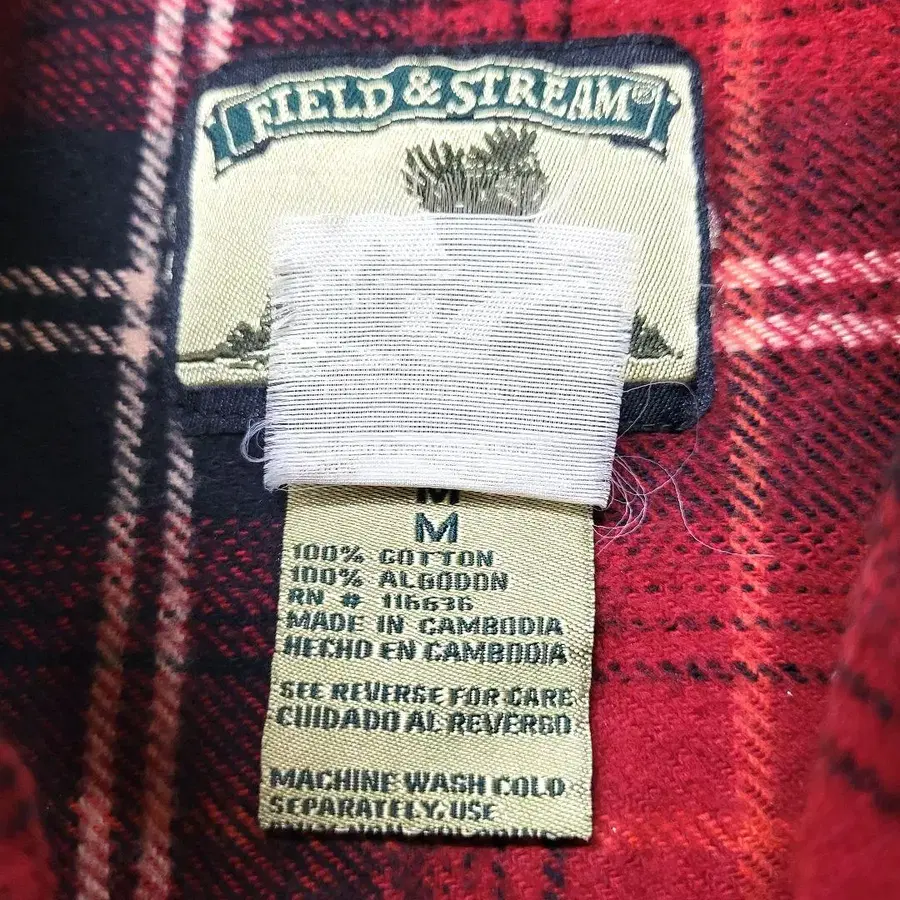 FIELD & STREAM®
M
M
100% COTTON
100% ALGODON
RN # 116636
MADE IN CAMBODIA
HECHO EN CAMBODIA
SEE REVERSE FOR CARE
CUIDADO AL REVERSO
MACHINE WASH COLD
SEPARATELY, USE